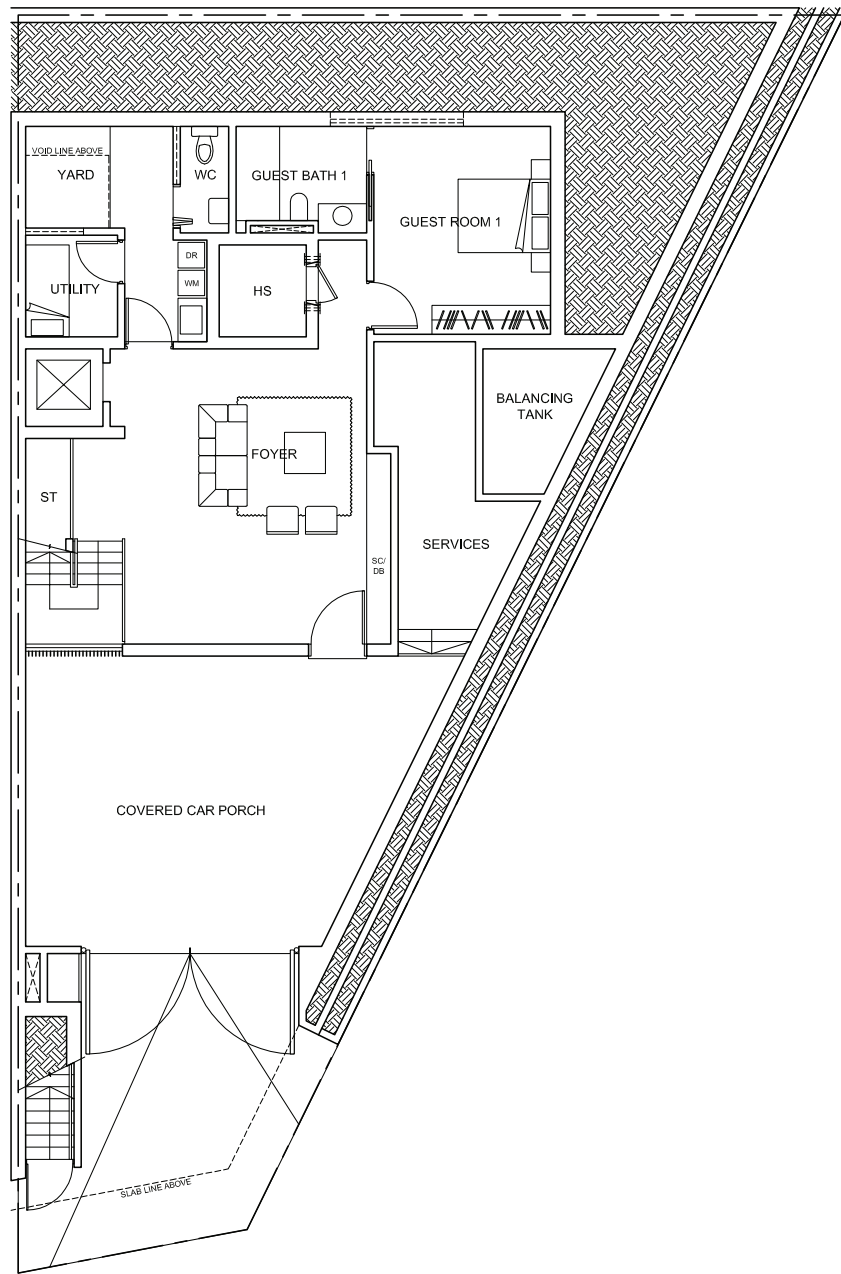 VOID LINE ABOVE
YARD
WC
GUEST BATH 1
GUEST ROOM 1
DR
WM
HS
UTILITY
BALANCING
TANK
FOYER
ST
SERVICES
SC/
DB
COVERED CAR PORCH
SLAB LINE ABOVE